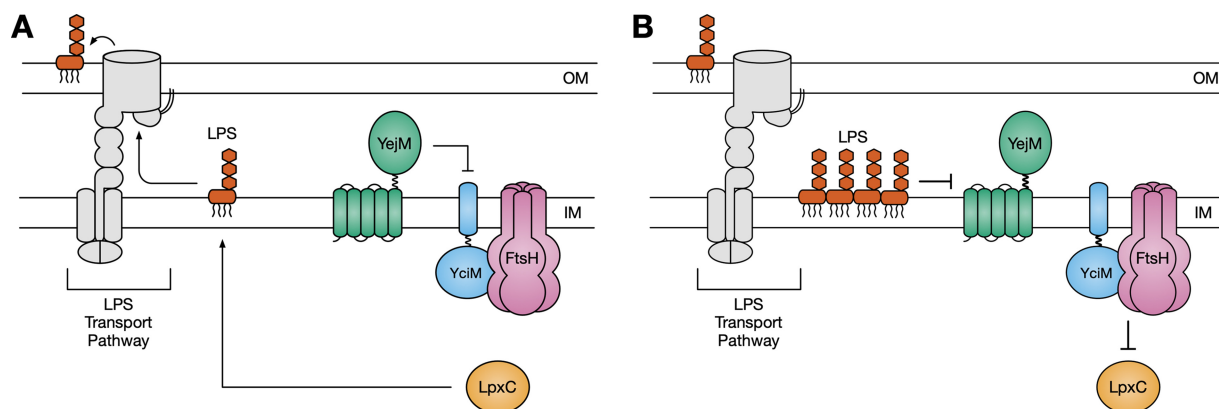 A
OM
LPS
YejM
IM
YciM
FtsH
LPS
Transport
Pathway
LpxC
B
OM
LPS
YejM
IM
YciM
FtsH
LPS
Transport
Pathway
LpxC